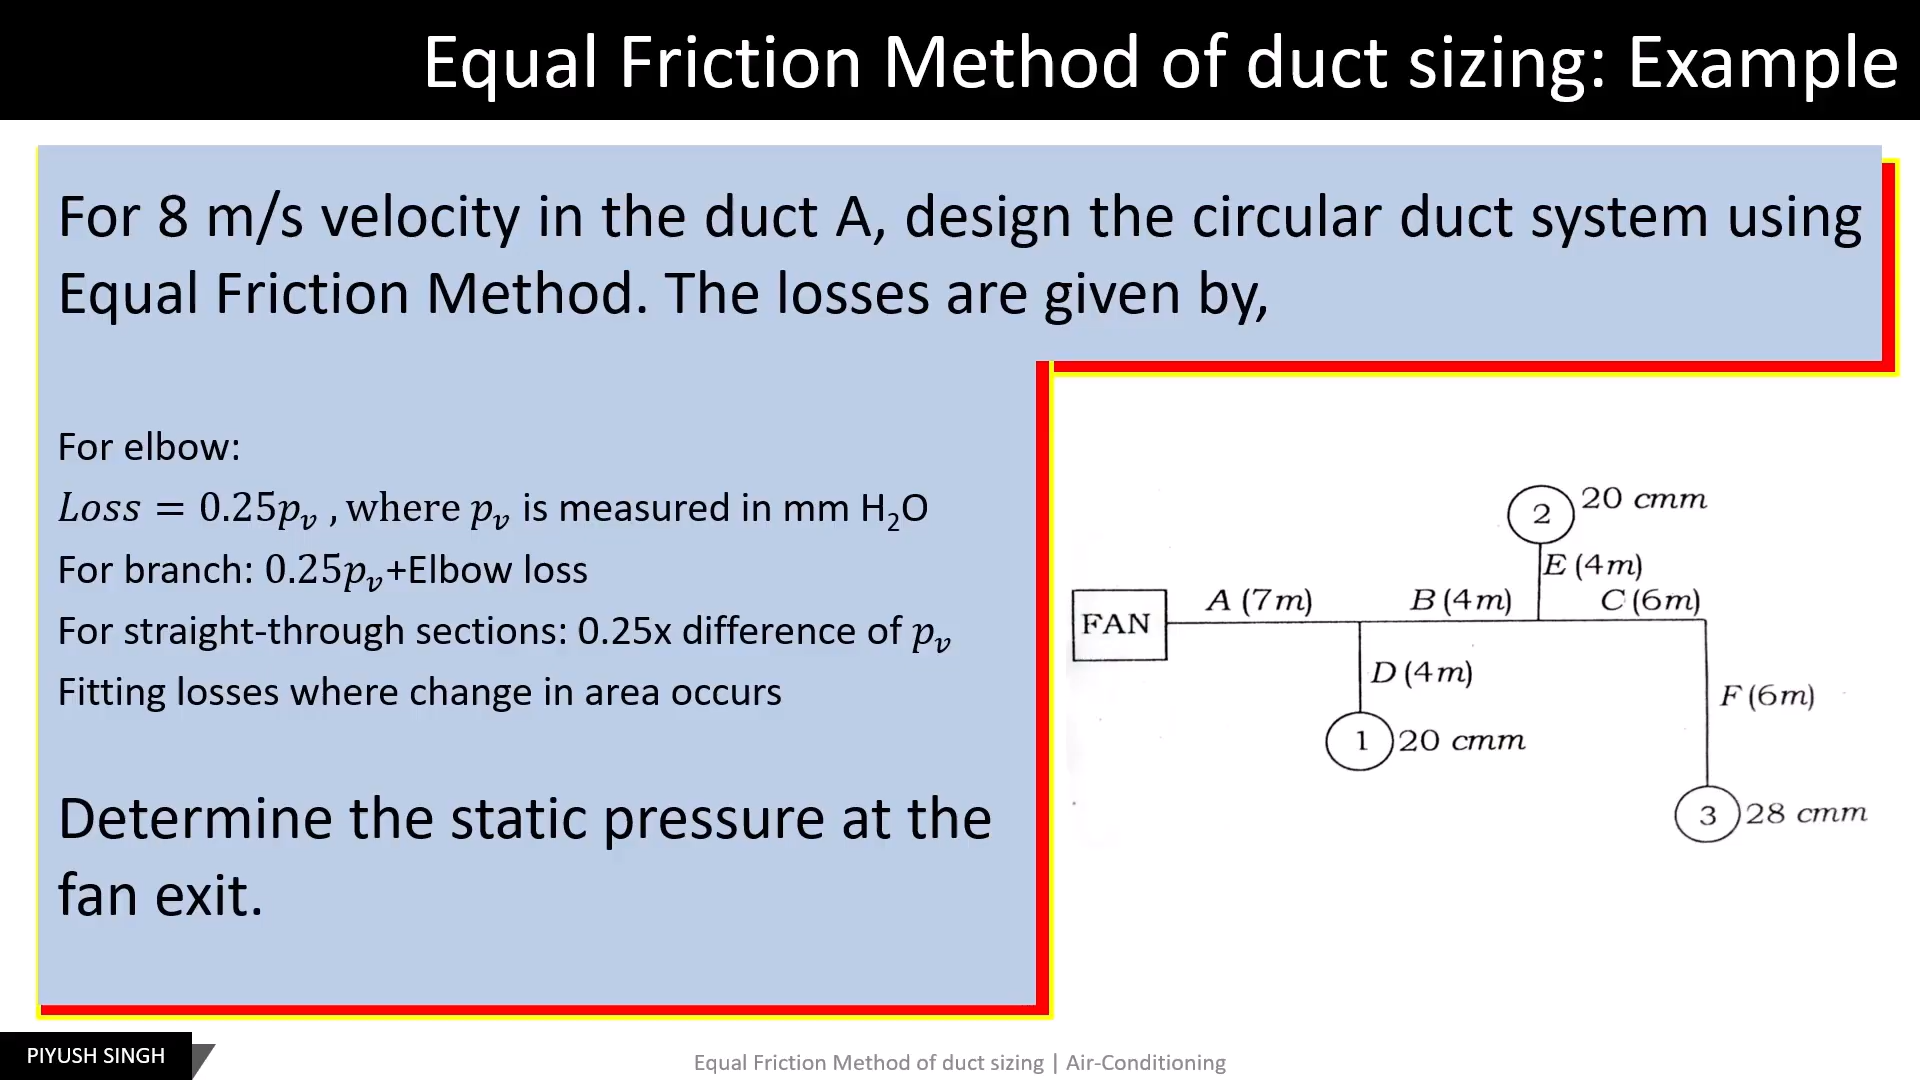 Equal Friction Method of duct sizing: Example
For 8 m/s velocity in the duct A, design the circular duct system using
Equal Friction Method. The losses are given by,
For elbow:
Loss = 0.25pᵥ , where pᵥ is measured in mm H₂O
For branch: 0.25pᵥ+Elbow loss
For straight-through sections: 0.25x difference of pᵥ
Fitting losses where change in area occurs
Determine the static pressure at the
fan exit.
2 20 cmm
E (4m)
FAN A (7m) B (4m) C (6m)
D (4m)
F (6m)
1 20 cmm
3 28 cmm
PIYUSH SINGH
Equal Friction Method of duct sizing | Air-Conditioning